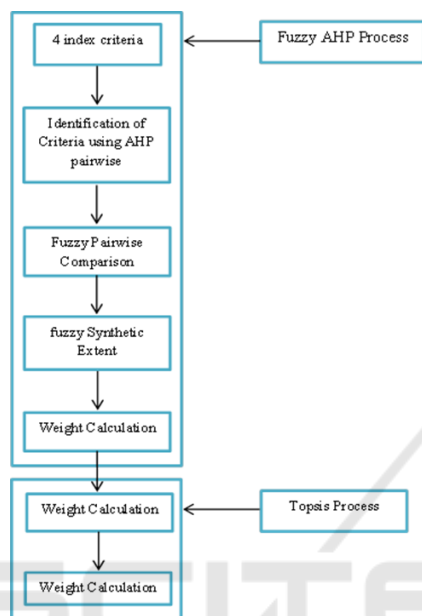 4 index criteria
Fuzzy AHP Process
Identification of
Criteria using AHP
pairwise
Fuzzy Pairwise
Comparison
fuzzy Synthetic
Extent
Weight Calculation
Weight Calculation
Topsis Process
Weight Calculation